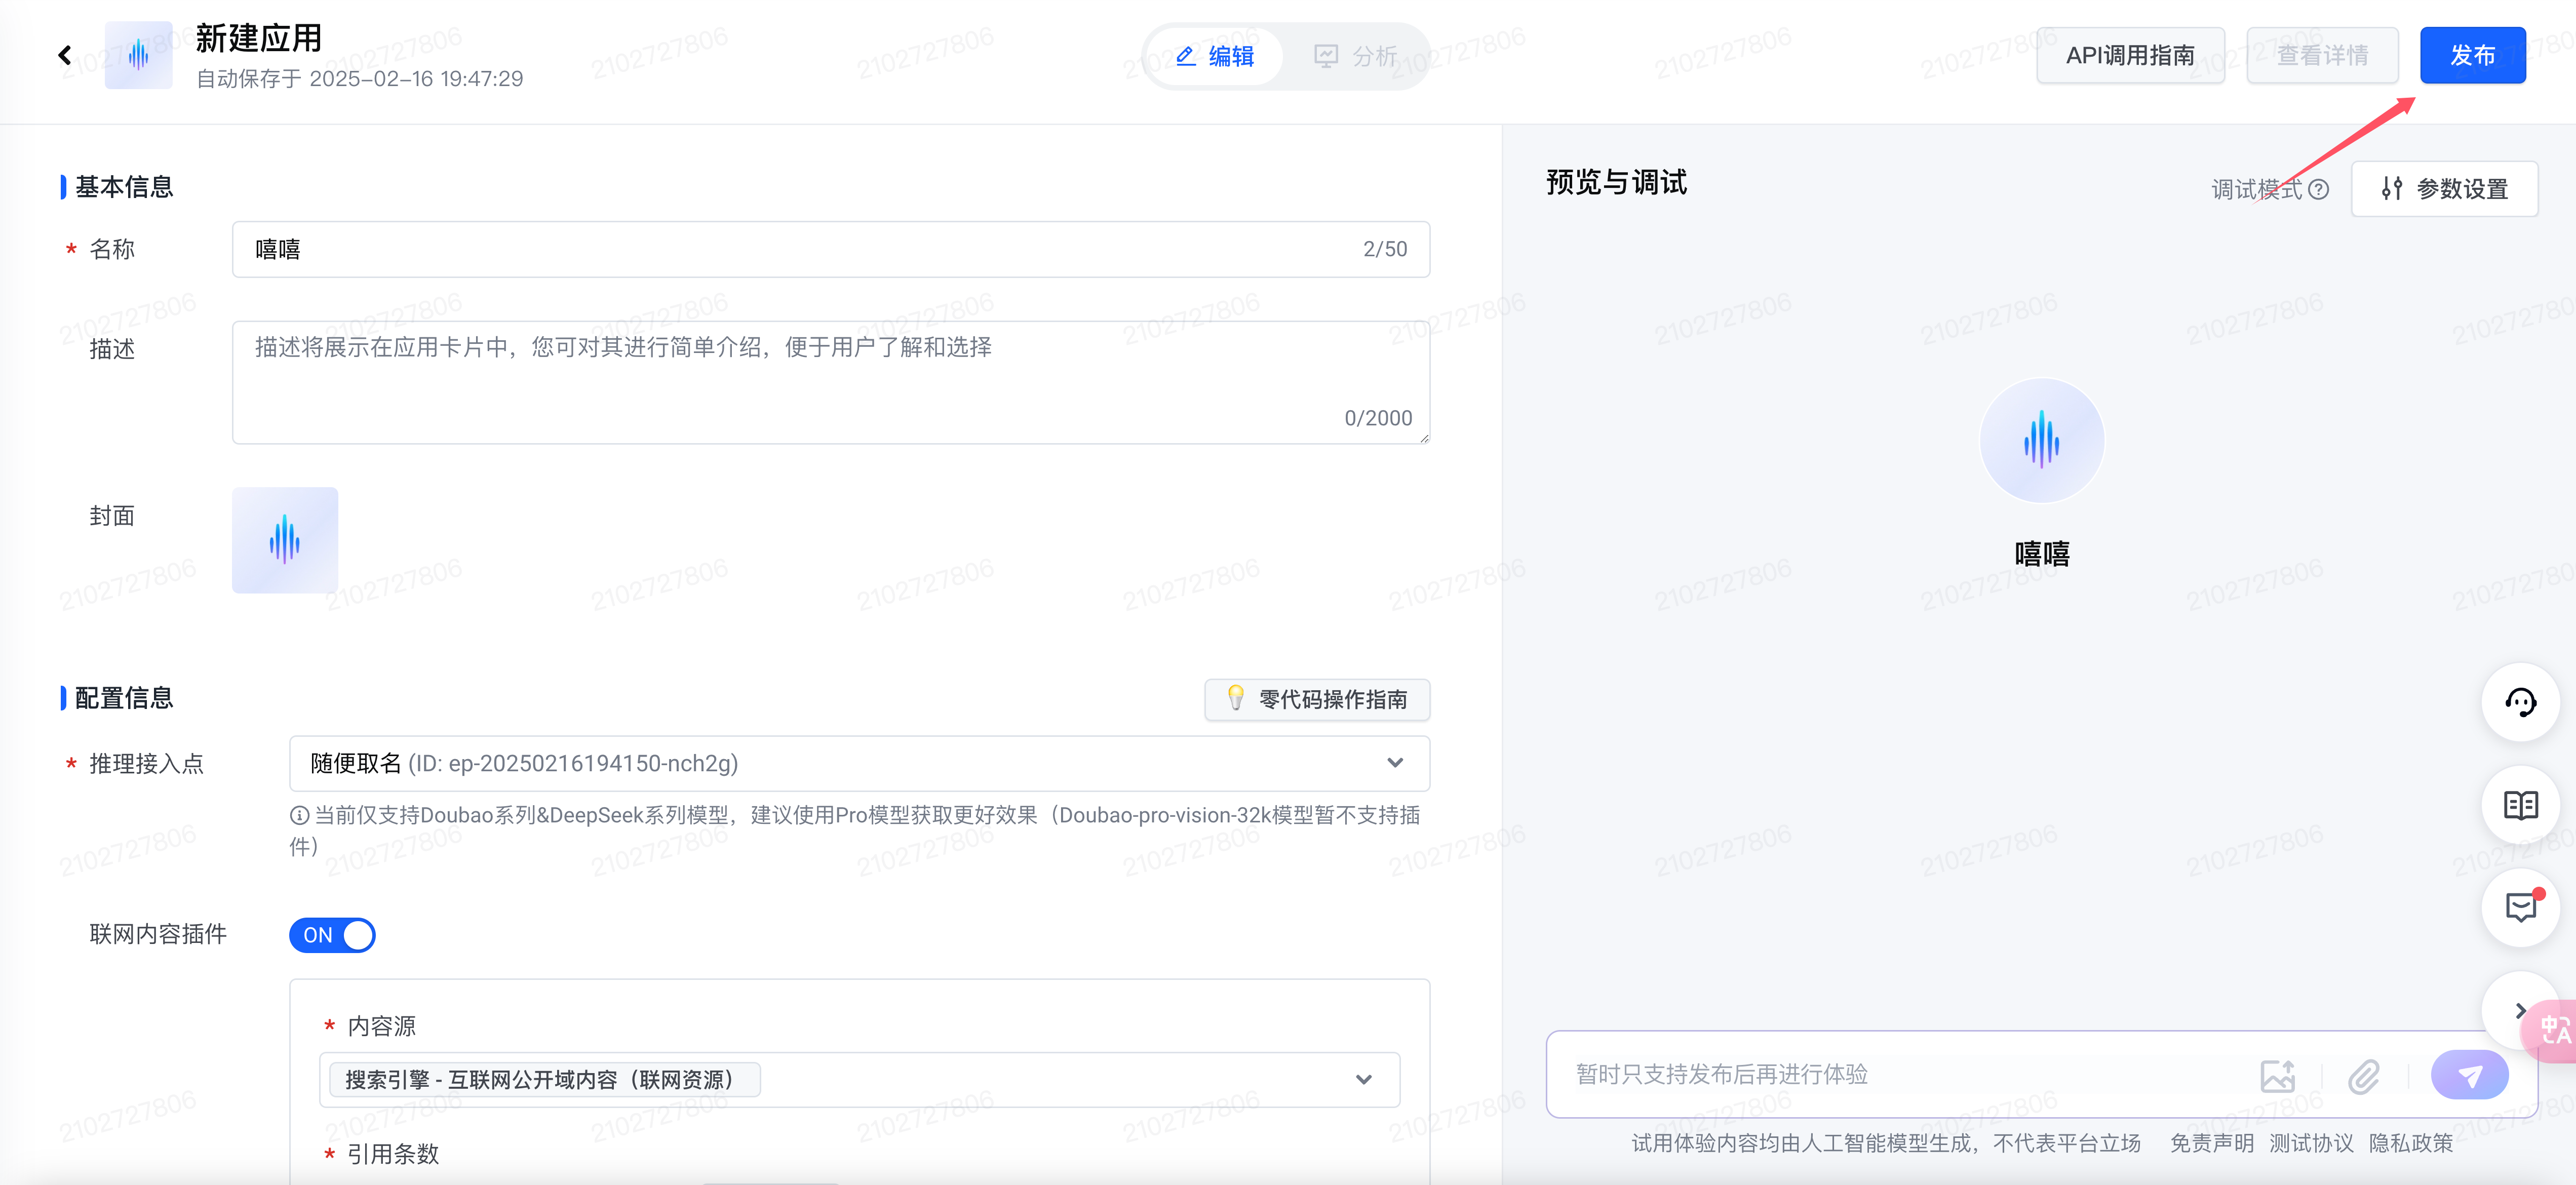 新建应用
自动保存于 2025-02-16 19:47:29
编辑
分析
API调用指南
查看详情
发布
基本信息
* 名称
嘻嘻
2/50
描述
描述将展示在应用卡片中，您可对其进行简单介绍，便于用户了解和选择
0/2000
封面
配置信息
零代码操作指南
* 推理接入点
随便取名 (ID: ep-20250216194150-nch2g)
当前仅支持Doubao系列&DeepSeek系列模型，建议使用Pro模型获取更好效果（Doubao-pro-vision-32k模型暂不支持插
件）
联网内容插件
ON
* 内容源
搜索引擎 - 互联网公开域内容（联网资源）
* 引用条数
预览与调试
调试模式
参数设置
嘻嘻
暂时只支持发布后再进行体验
试用体验内容均由人工智能模型生成，不代表平台立场 免责声明 测试协议 隐私政策
中A
2102727806